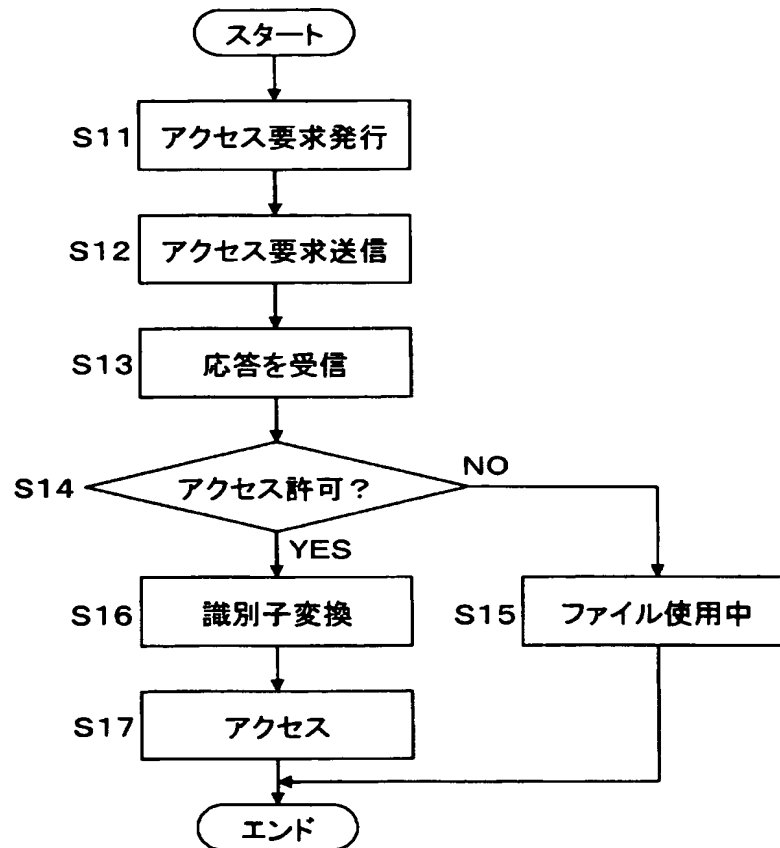 スタート
S11 アクセス要求発行
S12 アクセス要求送信
S13 応答を受信
S14 アクセス許可?
NO
YES
S16 識別子変換
S15 ファイル使用中
S17 アクセス
エンド